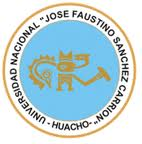 UNIVERSIDAD NACIONAL "JOSE FAUSTINO SANCHEZ CARRION"
- HUACHO -